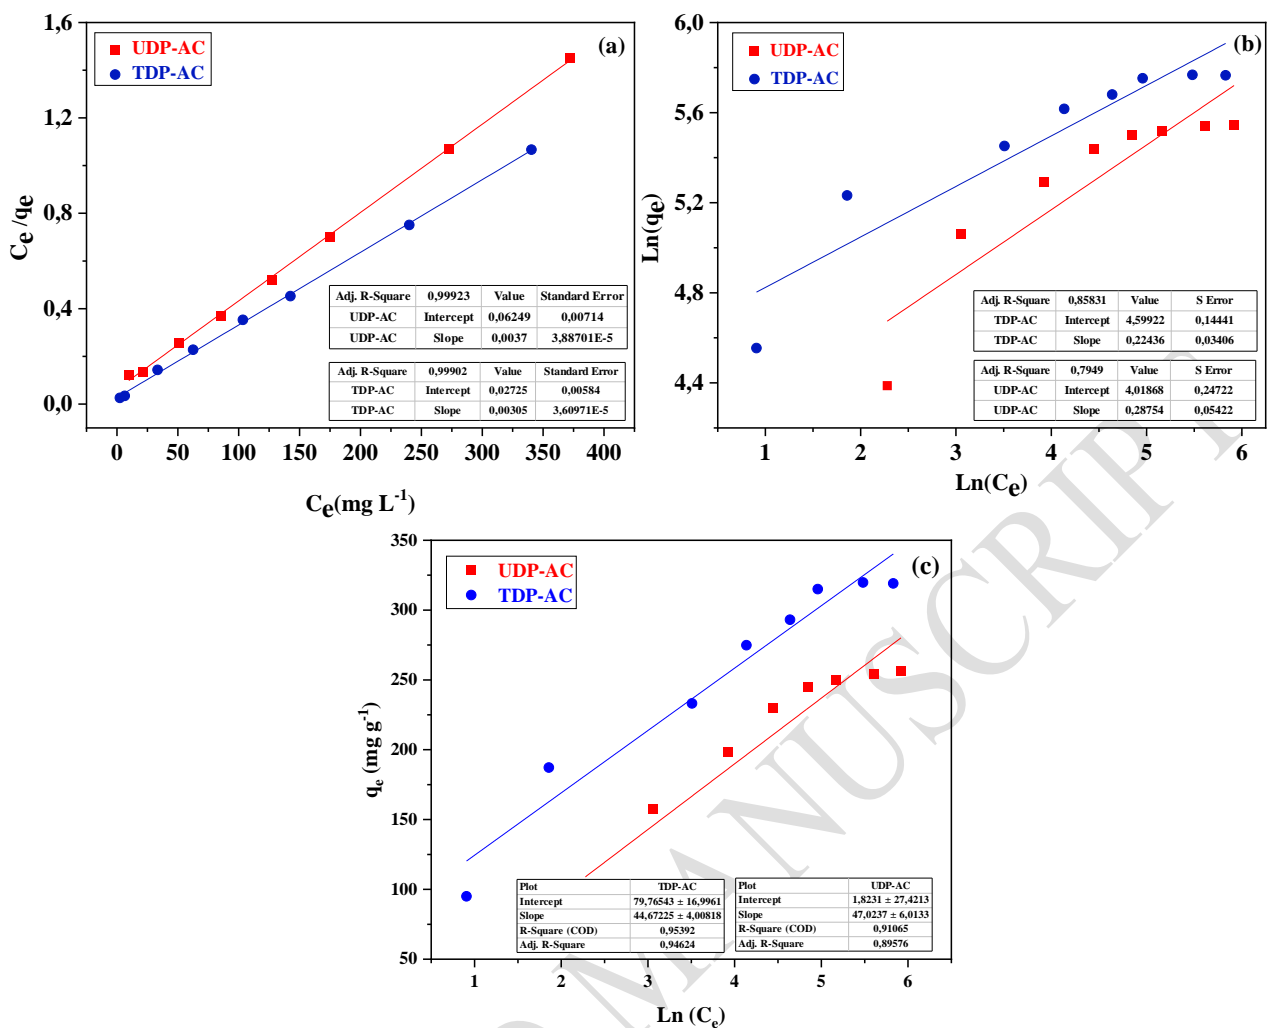 1,6
1,2
0,8
0,4
0,0
C_e /q_e
UDP-AC
TDP-AC
(a)
Adj. R-Square 0,99923 Value Standard Error
UDP-AC Intercept 0,06249 0,00714
UDP-AC Slope 0,0037 3,88701E-5
Adj. R-Square 0,99902 Value Standard Error
TDP-AC Intercept 0,02725 0,00584
TDP-AC Slope 0,00305 3,60971E-5
0 50 100 150 200 250 300 350 400
C_e(mg L^-1)
6,0
5,6
5,2
4,8
4,4
Ln(q_e)
UDP-AC
TDP-AC
(b)
Adj. R-Square 0,85831 Value S Error
TDP-AC Intercept 4,59922 0,14441
TDP-AC Slope 0,22436 0,03406
Adj. R-Square 0,7949 Value S Error
UDP-AC Intercept 4,01868 0,24722
UDP-AC Slope 0,28754 0,05422
1 2 3 4 5 6
Ln(C_e)
350
300
250
200
150
100
50
q_e (mg g^-1)
UDP-AC
TDP-AC
(c)
Plot TDP-AC
Intercept 79,76543 ± 16,9961
Slope 44,67225 ± 4,00818
R-Square (COD) 0,95392
Adj. R-Square 0,94624
Plot UDP-AC
Intercept 1,8231 ± 27,4213
Slope 47,0237 ± 6,0133
R-Square (COD) 0,91065
Adj. R-Square 0,89576
1 2 3 4 5 6
Ln (C_e)
MANUSCRIPT